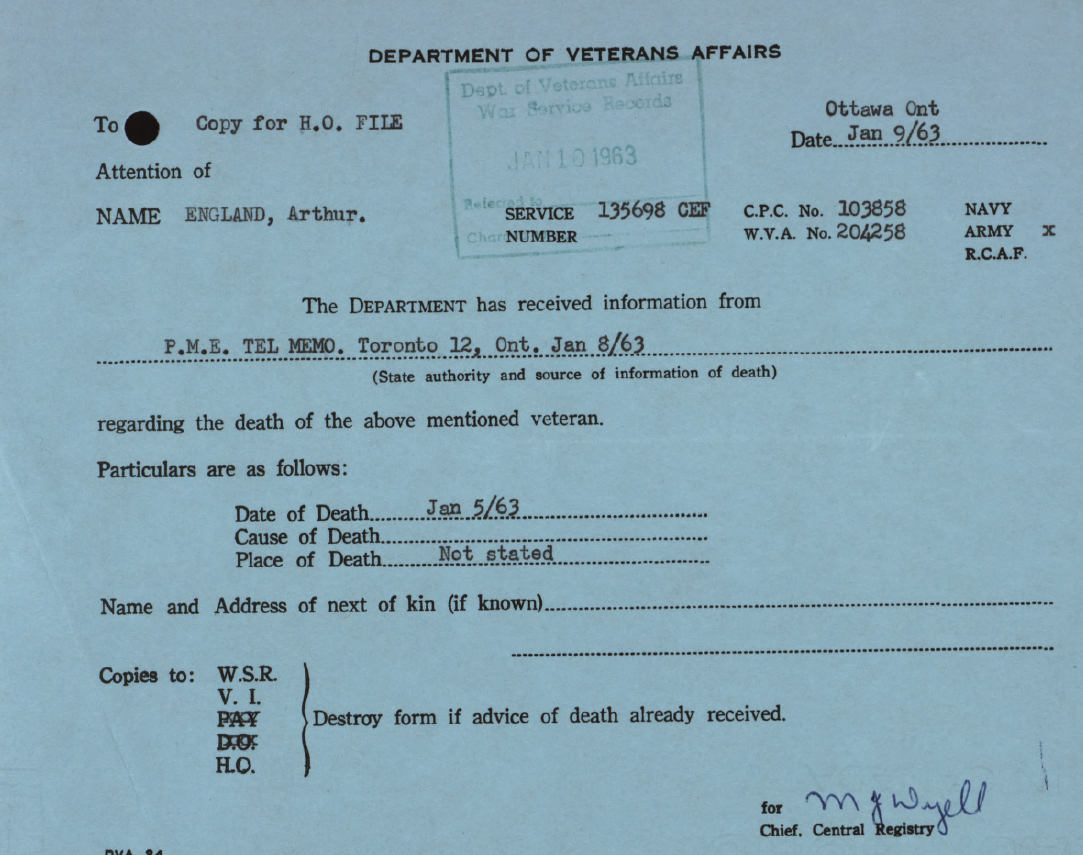 DEPARTMENT OF VETERANS AFFAIRS
Dept. of Veterans Affairs
War Service Records
JAN 10 1963
Referred to
Ottawa Ont
To Copy for H.O. FILE
Date Jan 9/63
Attention of
NAME ENGLAND, Arthur.
SERVICE NUMBER 135698 CEF
C.P.C. No. 103858
W.V.A. No. 204258
NAVY
ARMY x
R.C.A.F.
The DEPARTMENT has received information from
P.M.E. TEL MEMO. Toronto 12, Ont. Jan 8/63
(State authority and source of information of death)
regarding the death of the above mentioned veteran.
Particulars are as follows:
Date of Death Jan 5/63
Cause of Death
Place of Death Not stated
Name and Address of next of kin (if known)
Copies to: W.S.R.
V. I.
PAY
D.O.
H.O.
Destroy form if advice of death already received.
for M J Wyell
Chief, Central Registry
DVA 84